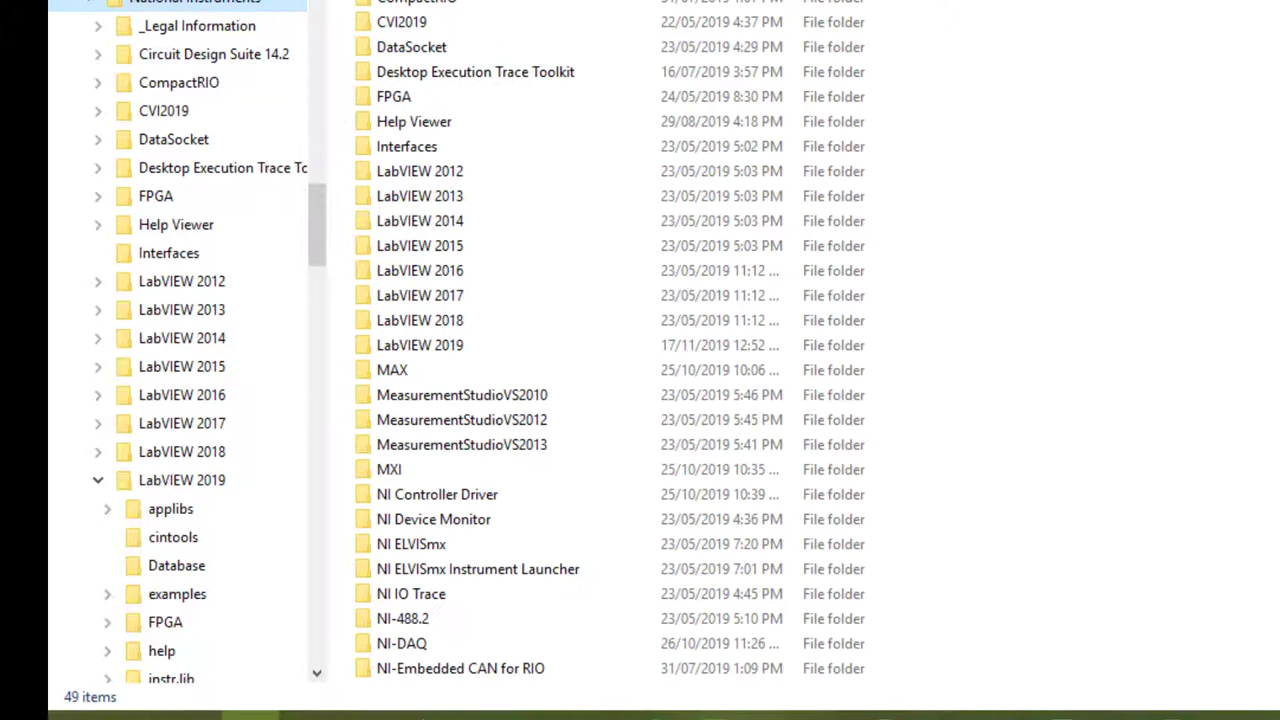 National Instruments
_Legal Information
Circuit Design Suite 14.2
CompactRIO
CVI2019
DataSocket
Desktop Execution Trace To
FPGA
Help Viewer
Interfaces
LabVIEW 2012
LabVIEW 2013
LabVIEW 2014
LabVIEW 2015
LabVIEW 2016
LabVIEW 2017
LabVIEW 2018
LabVIEW 2019
applibs
cintools
Database
examples
FPGA
help
instr.lib
CompactRIO
CVI2019 22/05/2019 4:37 PM File folder
DataSocket 23/05/2019 4:29 PM File folder
Desktop Execution Trace Toolkit 16/07/2019 3:57 PM File folder
FPGA 24/05/2019 8:30 PM File folder
Help Viewer 29/08/2019 4:18 PM File folder
Interfaces 23/05/2019 5:02 PM File folder
LabVIEW 2012 23/05/2019 5:03 PM File folder
LabVIEW 2013 23/05/2019 5:03 PM File folder
LabVIEW 2014 23/05/2019 5:03 PM File folder
LabVIEW 2015 23/05/2019 5:03 PM File folder
LabVIEW 2016 23/05/2019 11:12 ... File folder
LabVIEW 2017 23/05/2019 11:12 ... File folder
LabVIEW 2018 23/05/2019 11:12 ... File folder
LabVIEW 2019 17/11/2019 12:52 ... File folder
MAX 25/10/2019 10:06 ... File folder
MeasurementStudioVS2010 23/05/2019 5:46 PM File folder
MeasurementStudioVS2012 23/05/2019 5:45 PM File folder
MeasurementStudioVS2013 23/05/2019 5:41 PM File folder
MXI 25/10/2019 10:35 ... File folder
NI Controller Driver 25/10/2019 10:39 ... File folder
NI Device Monitor 23/05/2019 4:36 PM File folder
NI ELVISmx 23/05/2019 7:20 PM File folder
NI ELVISmx Instrument Launcher 23/05/2019 7:01 PM File folder
NI IO Trace 23/05/2019 4:45 PM File folder
NI-488.2 23/05/2019 5:10 PM File folder
NI-DAQ 26/10/2019 11:26 ... File folder
NI-Embedded CAN for RIO 31/07/2019 1:09 PM File folder
49 items